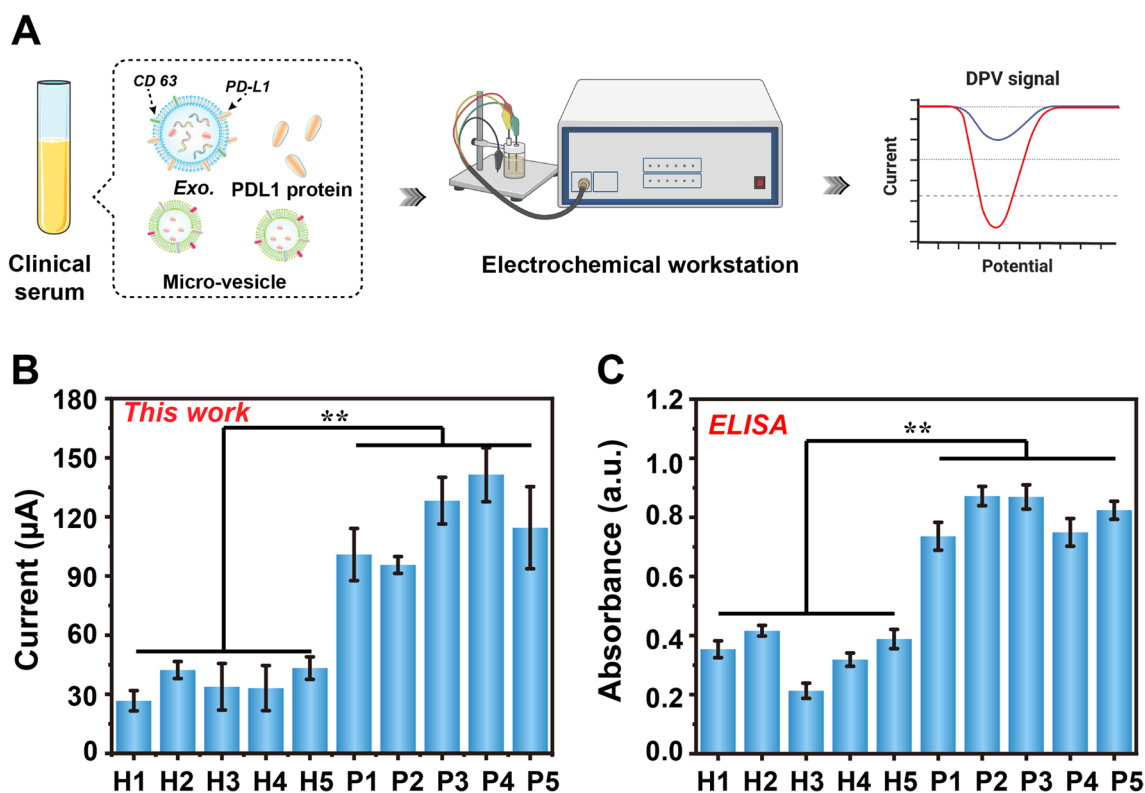 A
CD 63
PD-L1
Exo.
PDL1 protein
Micro-vesicle
Clinical
serum
Electrochemical workstation
DPV signal
Current
Potential
B
This work
**
Current (μA)
180
150
120
90
60
30
0
H1 H2 H3 H4 H5 P1 P2 P3 P4 P5
C
ELISA
**
Absorbance (a.u.)
1.2
1.0
0.8
0.6
0.4
0.2
0.0
H1 H2 H3 H4 H5 P1 P2 P3 P4 P5